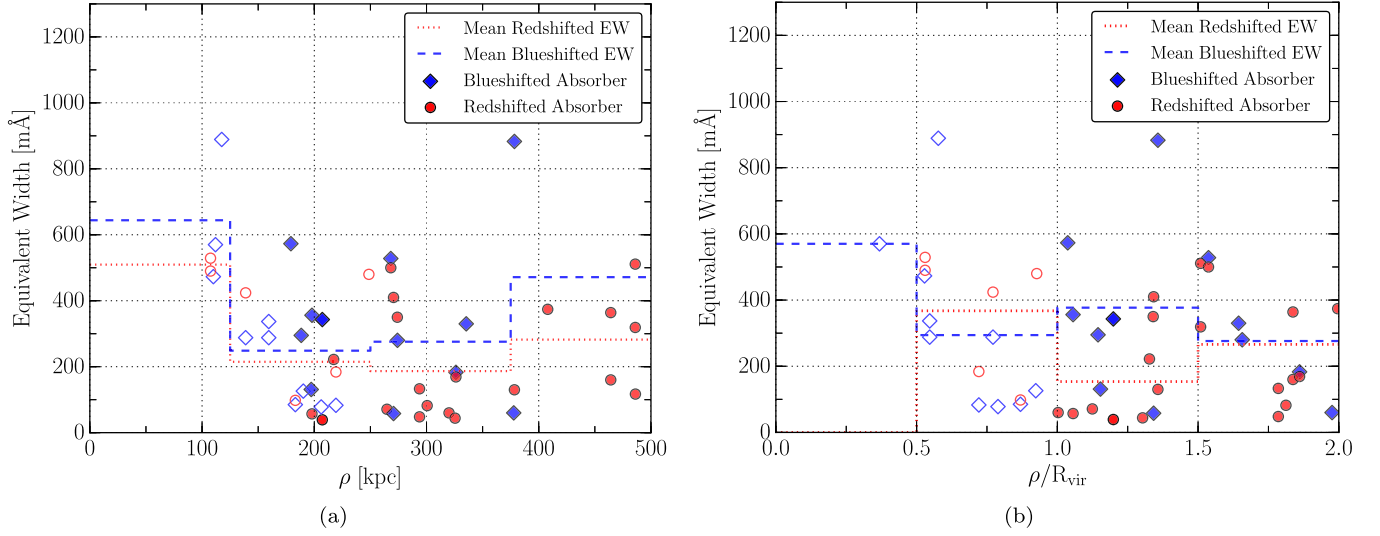 1200
1000
800
600
400
200
0
Equivalent Width [mÅ]
0
100
200
300
400
500
ρ [kpc]
Mean Redshifted EW
Mean Blueshifted EW
Blueshifted Absorber
Redshifted Absorber
(a)
1200
1000
800
600
400
200
0
Equivalent Width [mÅ]
0.0
0.5
1.0
1.5
2.0
ρ/Rvir
Mean Redshifted EW
Mean Blueshifted EW
Blueshifted Absorber
Redshifted Absorber
(b)